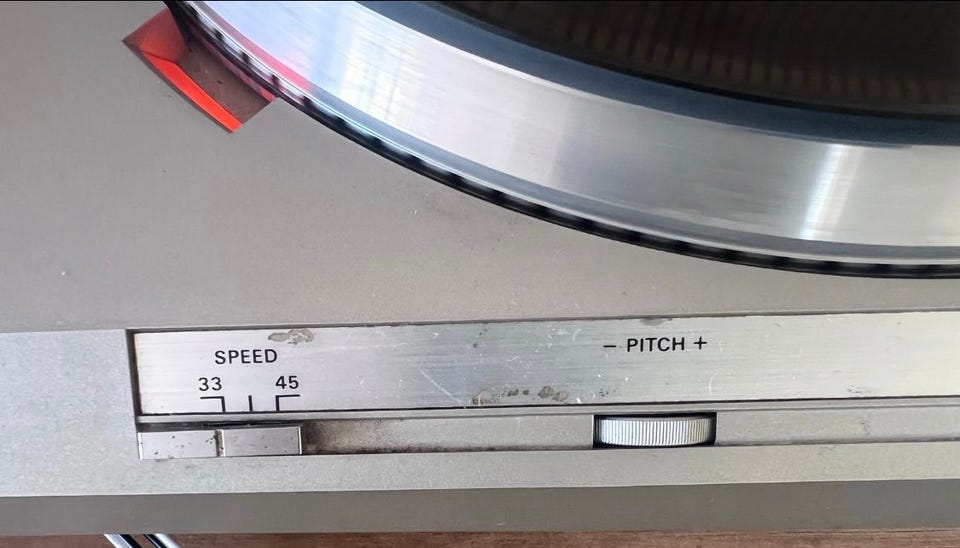 SPEED
33 45
− PITCH +